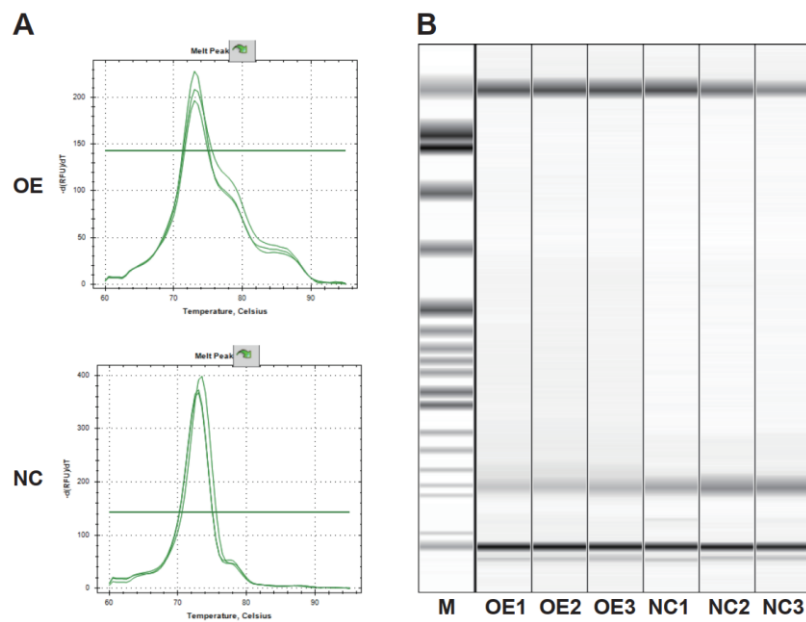 A
B
Melt Peak
OE
-d(RFU)/dT
200
150
100
50
0
60
70
80
90
Temperature, Celsius
Melt Peak
NC
-d(RFU)/dT
400
300
200
100
0
60
70
80
90
Temperature, Celsius
M OE1 OE2 OE3 NC1 NC2 NC3